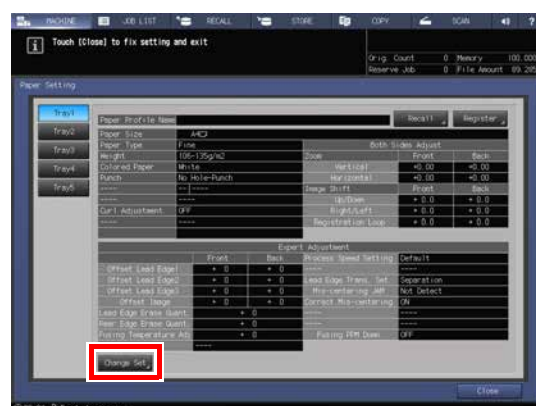 MACHINE JOB LIST RECALL STORE COPY SCAN ?
Touch [Close] to fix setting and exit
Orig. Count 0 Memory 100.000
Reserve Job 0 File Amount 89.285
Paper Setting
Tray1 Paper Profile Name Recall Register
Tray2 Paper Size A4
Paper Type Fine Both Sides Adjust
Tray3 Weight 106-135g/m2 Zoom Front Back
Tray4 Colored Paper White Vertical +0.00 +0.00
Punch No Hole-Punch Horizontal +0.00 +0.00
Tray5 ---- -- ---- Image Shift Front Back
---- ---- Up/Down + 0.0 + 0.0
Curl Adjustment OFF Right/Left + 0.0 + 0.0
---- ---- Registration Loop + 0.0 + 0.0
Expert Adjustment
Front Back Process Speed Setting Default
Offset Lead Edge1 + 0 + 0 ---- ----
Offset Lead Edge2 + 0 + 0 Lead Edge Trans. Set. Separation
Offset Lead Edge3 + 0 + 0 Mis-centering JAM Not Detect
Offset Image + 0 + 0 Correct.Mis-centering ON
Lead Edge Erase Quant. + 0 ---- ----
Rear Edge Erase Quant. + 0 ---- ----
Fusing Temperature Adj + 0 Fusing PPM Down OFF
----
Change Set
Close